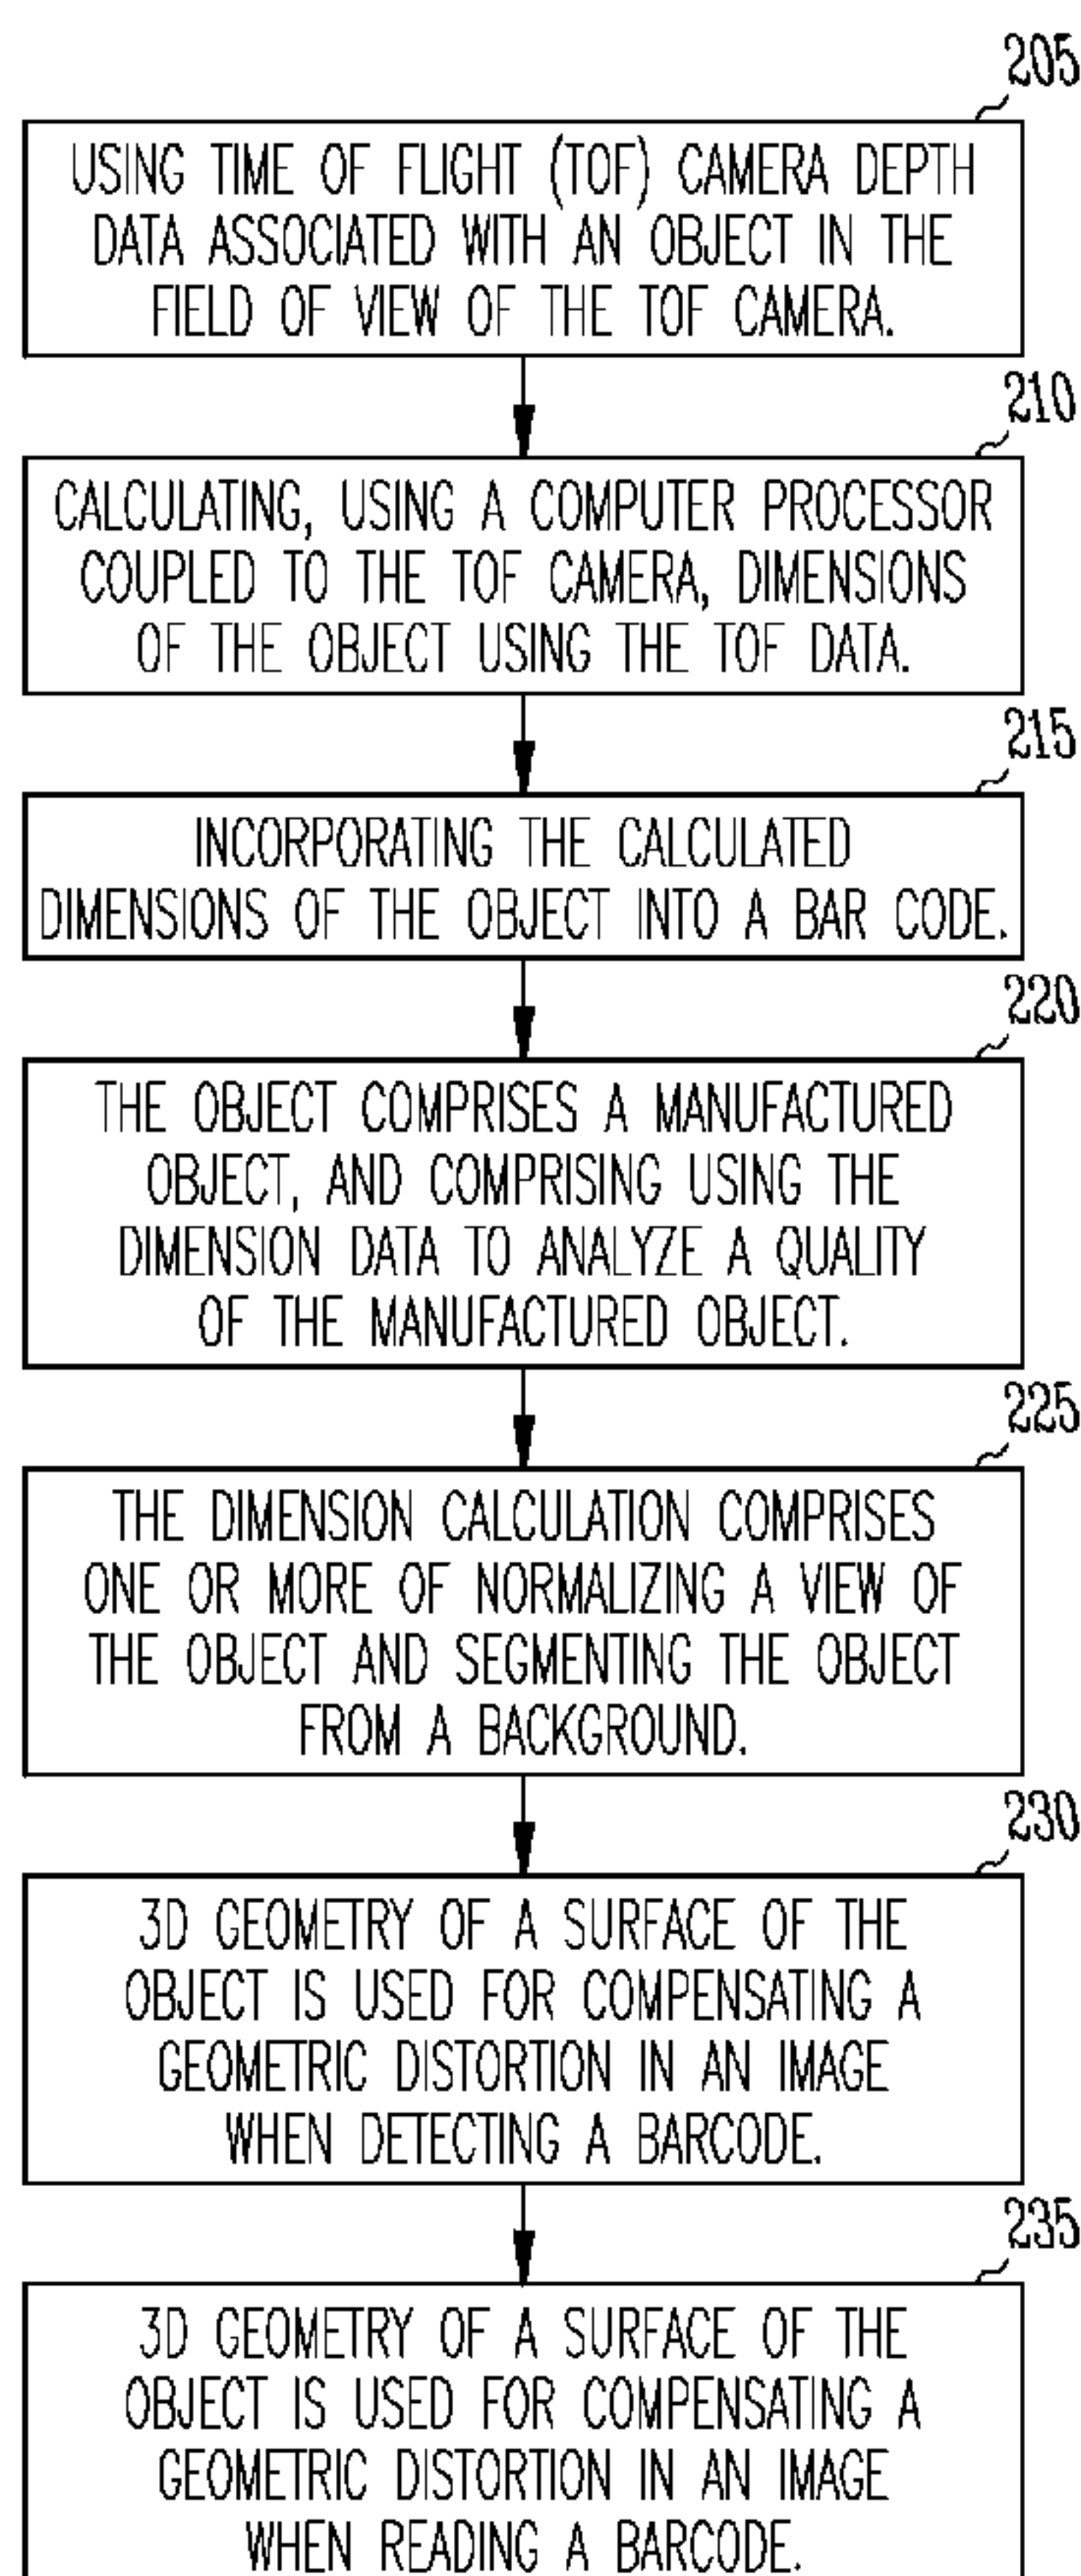 205
USING TIME OF FLIGHT (TOF) CAMERA DEPTH
DATA ASSOCIATED WITH AN OBJECT IN THE
FIELD OF VIEW OF THE TOF CAMERA.
210
CALCULATING, USING A COMPUTER PROCESSOR
COUPLED TO THE TOF CAMERA, DIMENSIONS
OF THE OBJECT USING THE TOF DATA.
215
INCORPORATING THE CALCULATED
DIMENSIONS OF THE OBJECT INTO A BAR CODE.
220
THE OBJECT COMPRISES A MANUFACTURED
OBJECT, AND COMPRISING USING THE
DIMENSION DATA TO ANALYZE A QUALITY
OF THE MANUFACTURED OBJECT.
225
THE DIMENSION CALCULATION COMPRISES
ONE OR MORE OF NORMALIZING A VIEW OF
THE OBJECT AND SEGMENTING THE OBJECT
FROM A BACKGROUND.
230
3D GEOMETRY OF A SURFACE OF THE
OBJECT IS USED FOR COMPENSATING A
GEOMETRIC DISTORTION IN AN IMAGE
WHEN DETECTING A BARCODE.
235
3D GEOMETRY OF A SURFACE OF THE
OBJECT IS USED FOR COMPENSATING A
GEOMETRIC DISTORTION IN AN IMAGE
WHEN READING A BARCODE.